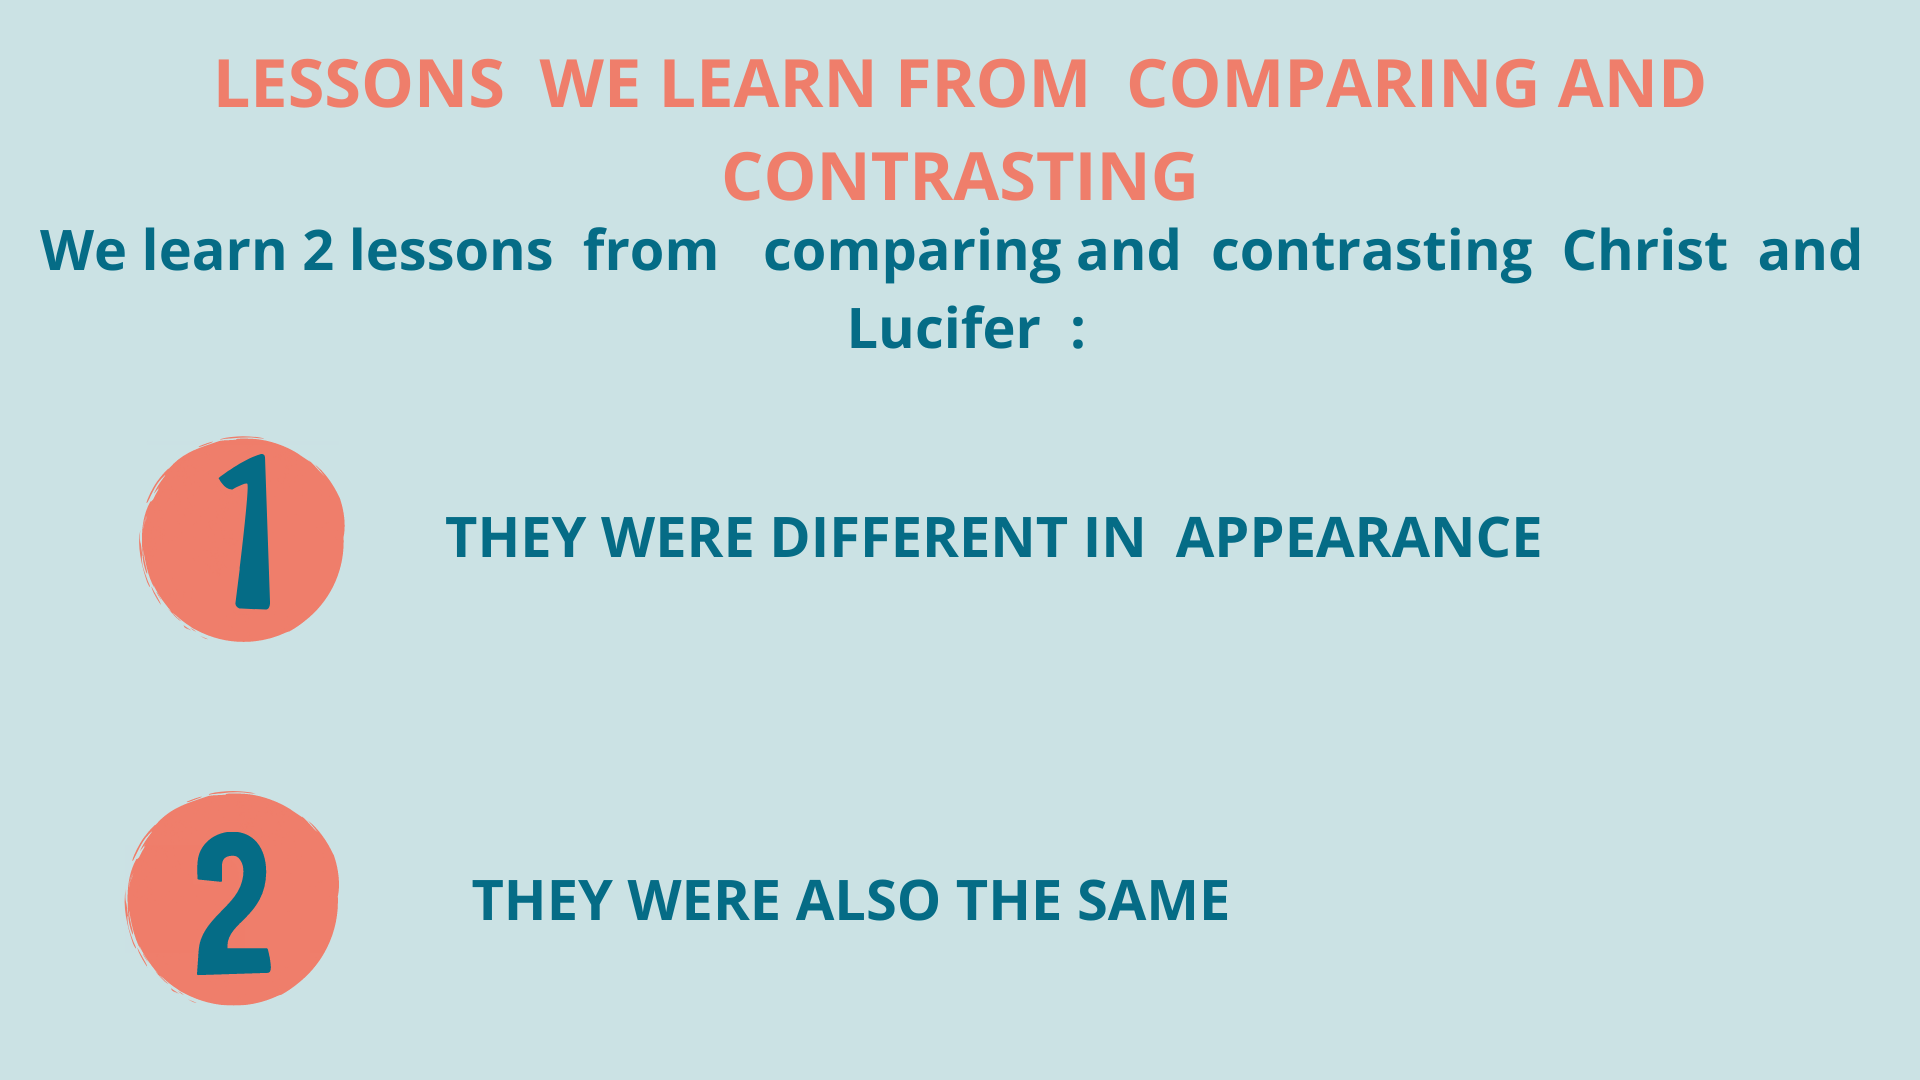 LESSONS WE LEARN FROM COMPARING AND
CONTRASTING
We learn 2 lessons from comparing and contrasting Christ and
Lucifer :
1
THEY WERE DIFFERENT IN APPEARANCE
2
THEY WERE ALSO THE SAME